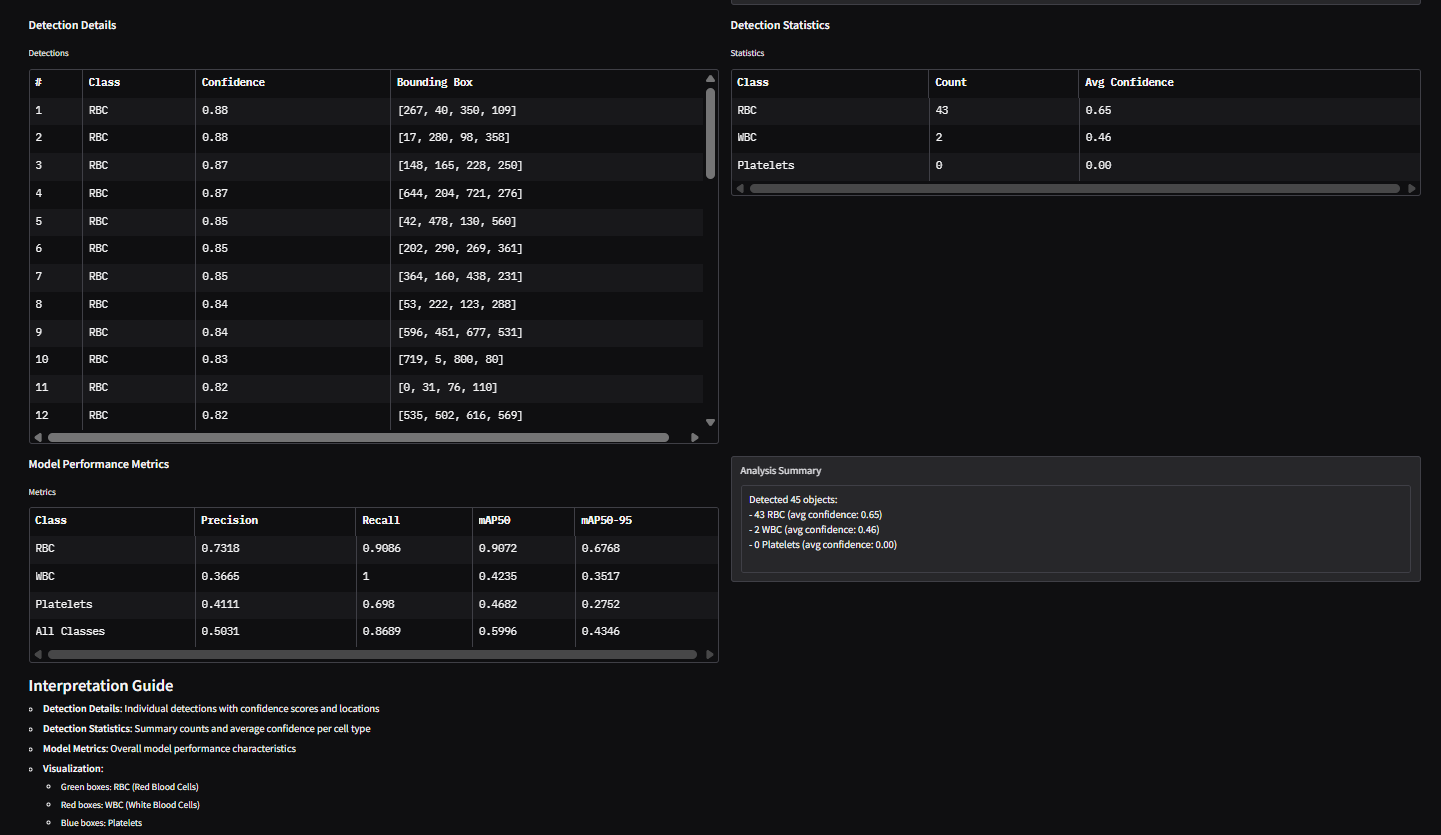 Detection Details
Detections
# Class Confidence Bounding Box
1 RBC 0.88 [267, 40, 350, 109]
2 RBC 0.88 [17, 280, 98, 358]
3 RBC 0.87 [148, 165, 228, 250]
4 RBC 0.87 [644, 204, 721, 276]
5 RBC 0.85 [42, 478, 130, 560]
6 RBC 0.85 [202, 290, 269, 361]
7 RBC 0.85 [364, 160, 438, 231]
8 RBC 0.84 [53, 222, 123, 288]
9 RBC 0.84 [596, 451, 677, 531]
10 RBC 0.83 [719, 5, 800, 80]
11 RBC 0.82 [0, 31, 76, 110]
12 RBC 0.82 [535, 502, 616, 569]
Detection Statistics
Statistics
Class Count Avg Confidence
RBC 43 0.65
WBC 2 0.46
Platelets 0 0.00
Model Performance Metrics
Metrics
Class Precision Recall mAP50 mAP50-95
RBC 0.7318 0.9086 0.9072 0.6768
WBC 0.3665 1 0.4235 0.3517
Platelets 0.4111 0.698 0.4682 0.2752
All Classes 0.5031 0.8689 0.5996 0.4346
Analysis Summary
Detected 45 objects:
- 43 RBC (avg confidence: 0.65)
- 2 WBC (avg confidence: 0.46)
- 0 Platelets (avg confidence: 0.00)
Interpretation Guide
Detection Details: Individual detections with confidence scores and locations
Detection Statistics: Summary counts and average confidence per cell type
Model Metrics: Overall model performance characteristics
Visualization:
Green boxes: RBC (Red Blood Cells)
Red boxes: WBC (White Blood Cells)
Blue boxes: Platelets